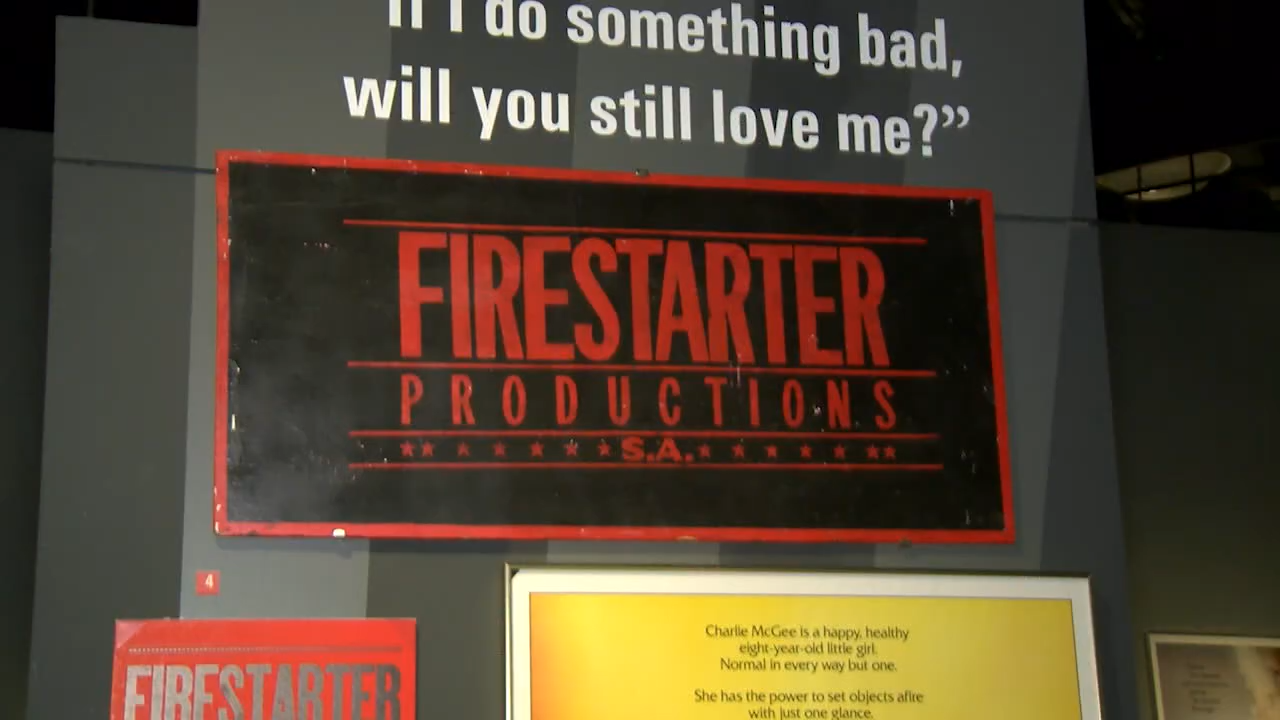 If I do something bad,
will you still love me?”
FIRESTARTER
PRODUCTIONS
S.A.
4
FIRESTARTER
Charlie McGee is a happy, healthy
eight-year-old little girl.
Normal in every way but one.
She has the power to set objects afire
with just one glance.